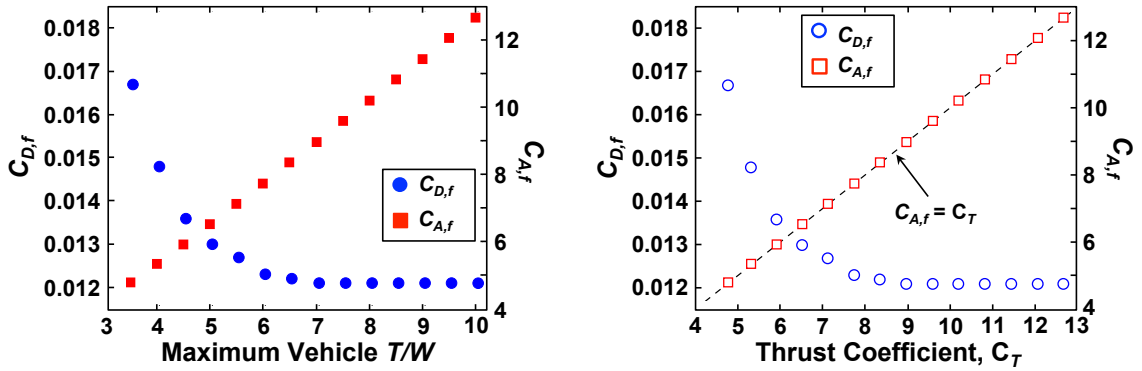 0.018
0.017
0.016
0.015
0.014
0.013
0.012
C_D,f
12
10
8
6
4
C_A,f
C_D,f
C_A,f
3 4 5 6 7 8 9 10
Maximum Vehicle T/W
0.018
0.017
0.016
0.015
0.014
0.013
0.012
C_D,f
12
10
8
6
4
C_A,f
C_D,f
C_A,f
C_A,f = C_T
4 5 6 7 8 9 10 11 12 13
Thrust Coefficient, C_T